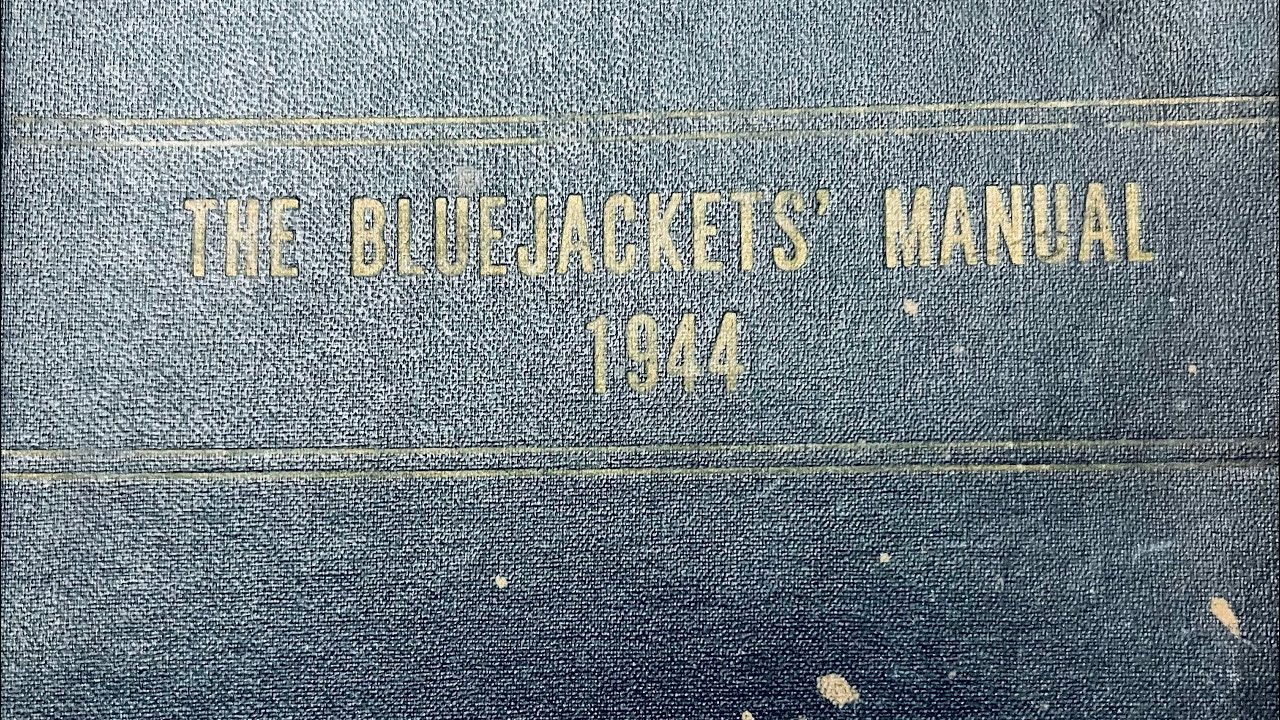 THE BLUEJACKETS' MANUAL
1944